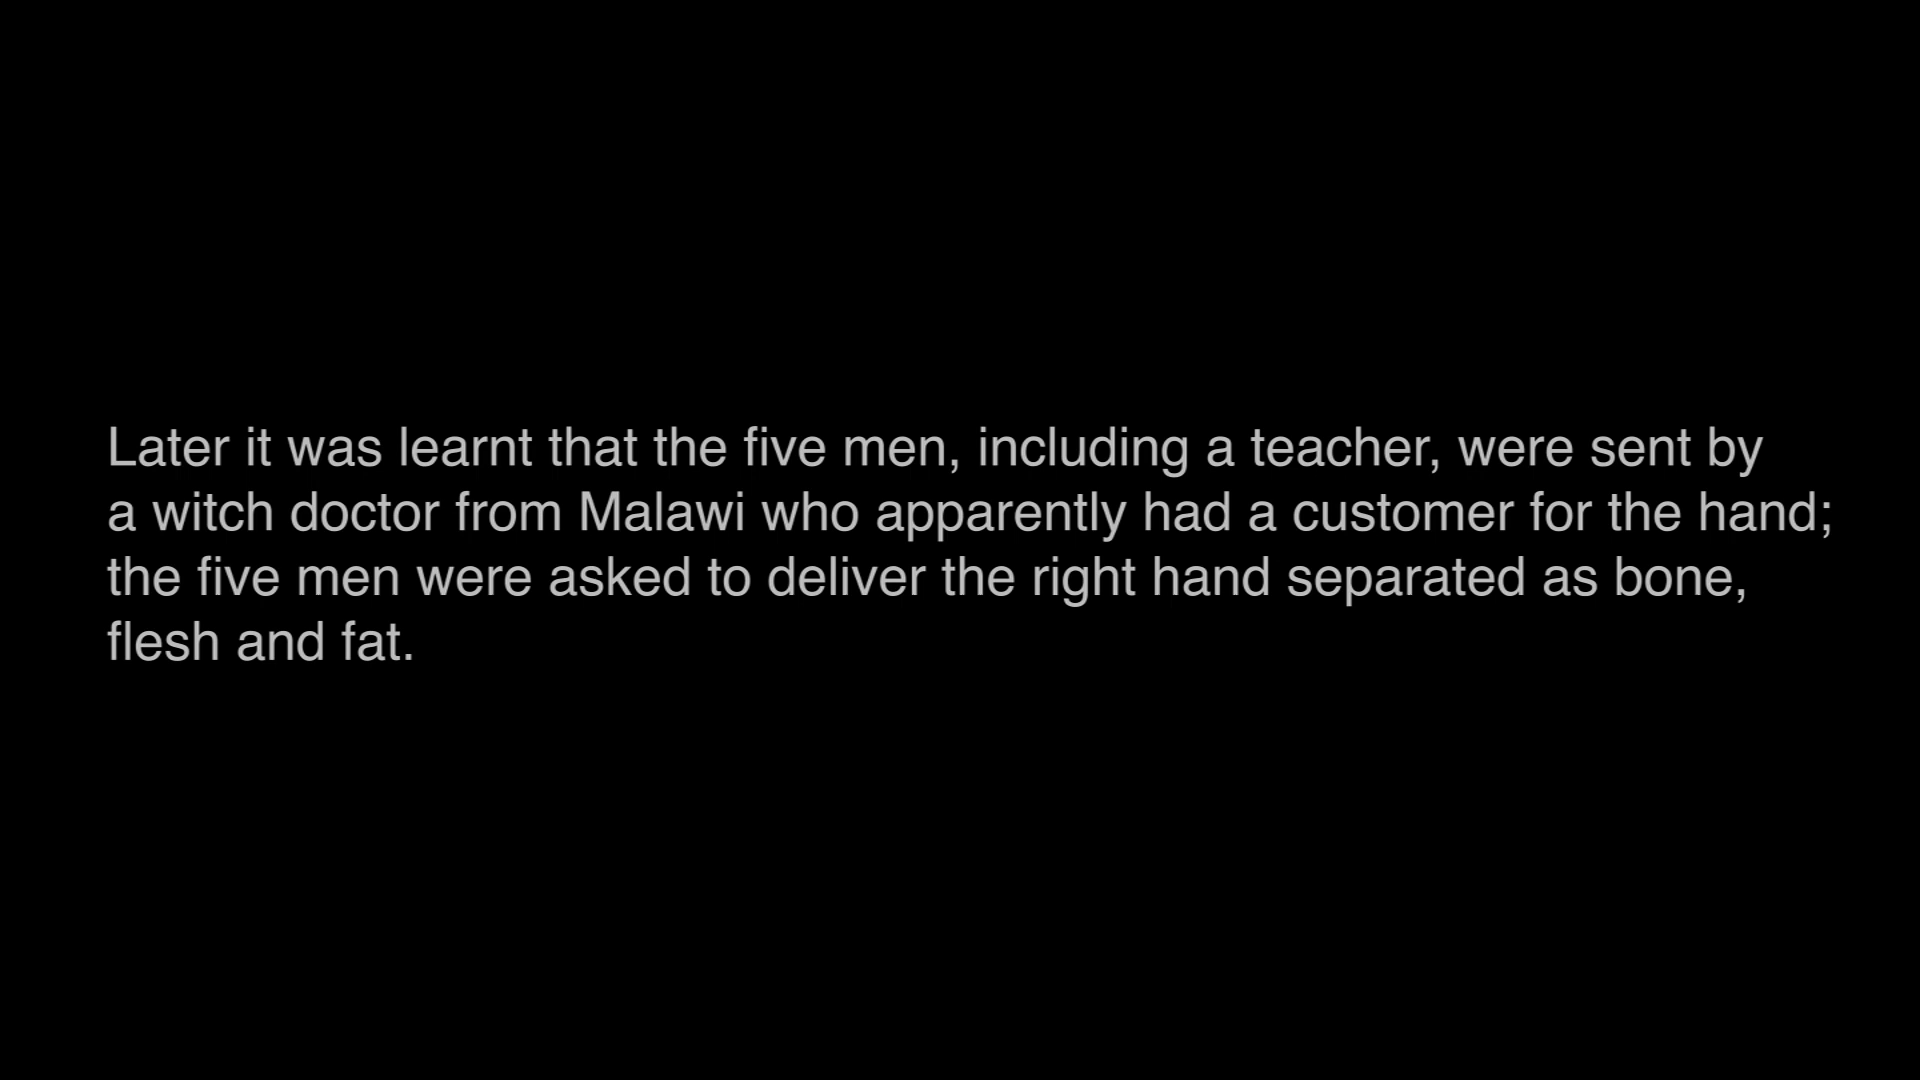 Later it was learnt that the five men, including a teacher, were sent by
a witch doctor from Malawi who apparently had a customer for the hand;
the five men were asked to deliver the right hand separated as bone,
flesh and fat.